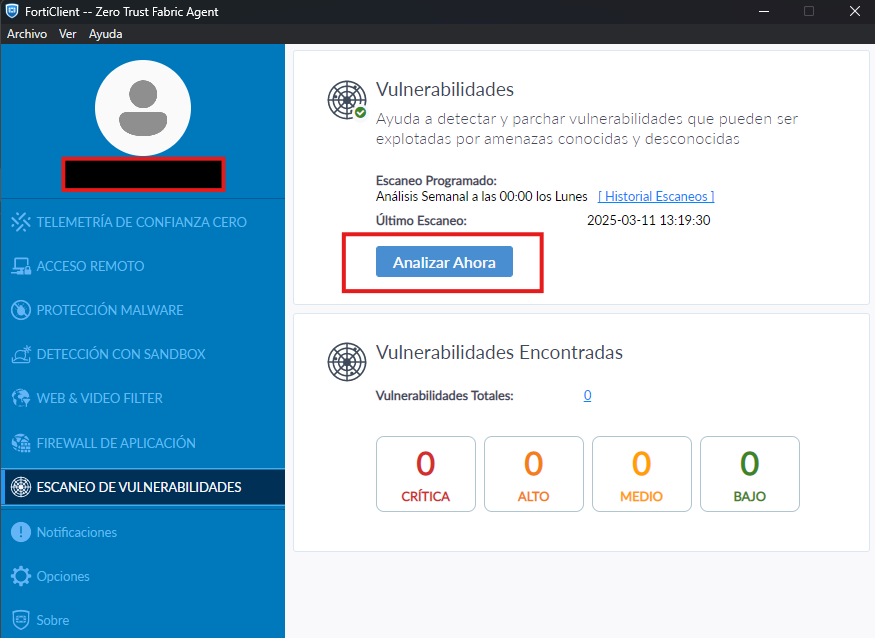 FortiClient -- Zero Trust Fabric Agent
Archivo Ver Ayuda
TELEMETRÍA DE CONFIANZA CERO
ACCESO REMOTO
PROTECCIÓN MALWARE
DETECCIÓN CON SANDBOX
WEB & VIDEO FILTER
FIREWALL DE APLICACIÓN
ESCANEO DE VULNERABILIDADES
Notificaciones
Opciones
Sobre
Vulnerabilidades
Ayuda a detectar y parchar vulnerabilidades que pueden ser
explotadas por amenazas conocidas y desconocidas
Escaneo Programado:
Análisis Semanal a las 00:00 los Lunes [ Historial Escaneos ]
Último Escaneo: 2025-03-11 13:19:30
Analizar Ahora
Vulnerabilidades Encontradas
Vulnerabilidades Totales: 0
0 0 0 0
CRÍTICA ALTO MEDIO BAJO